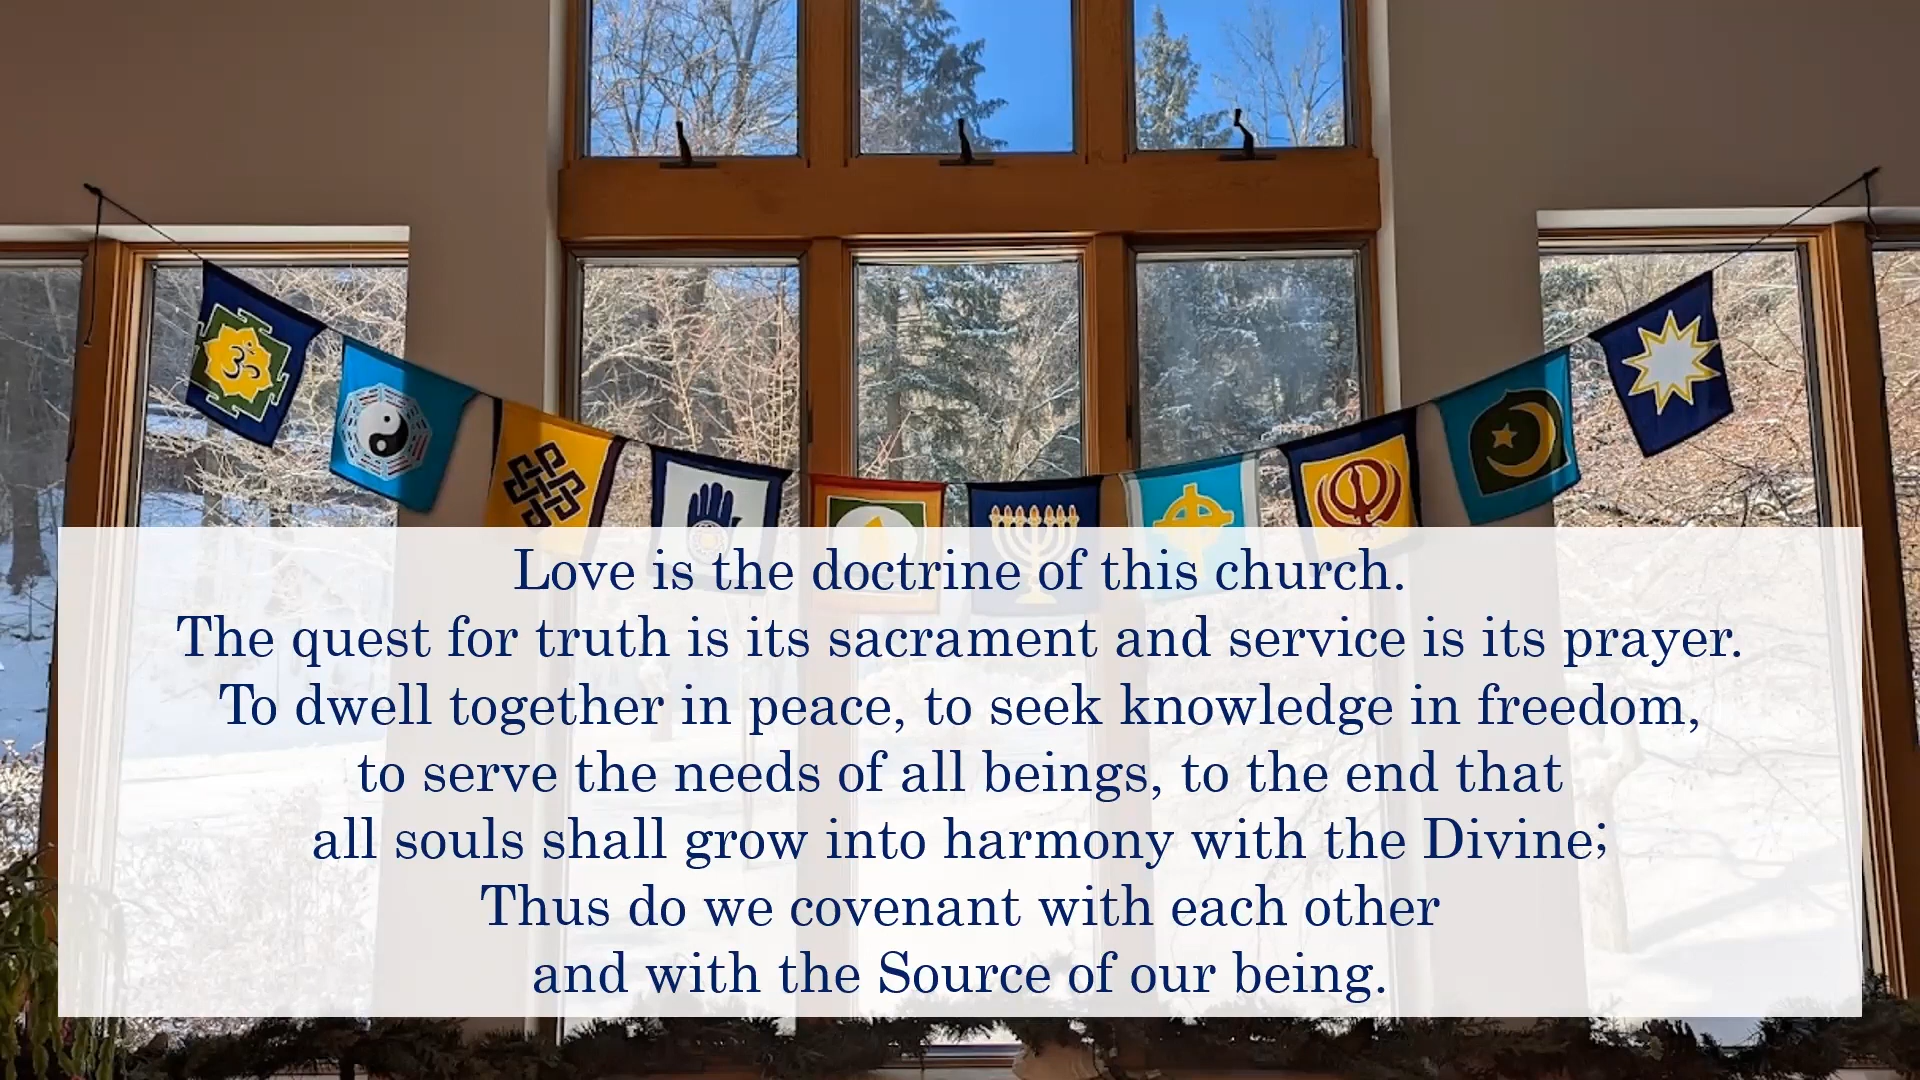 Love is the doctrine of this church.
The quest for truth is its sacrament and service is its prayer.
To dwell together in peace, to seek knowledge in freedom,
to serve the needs of all beings, to the end that
all souls shall grow into harmony with the Divine;
Thus do we covenant with each other
and with the Source of our being.